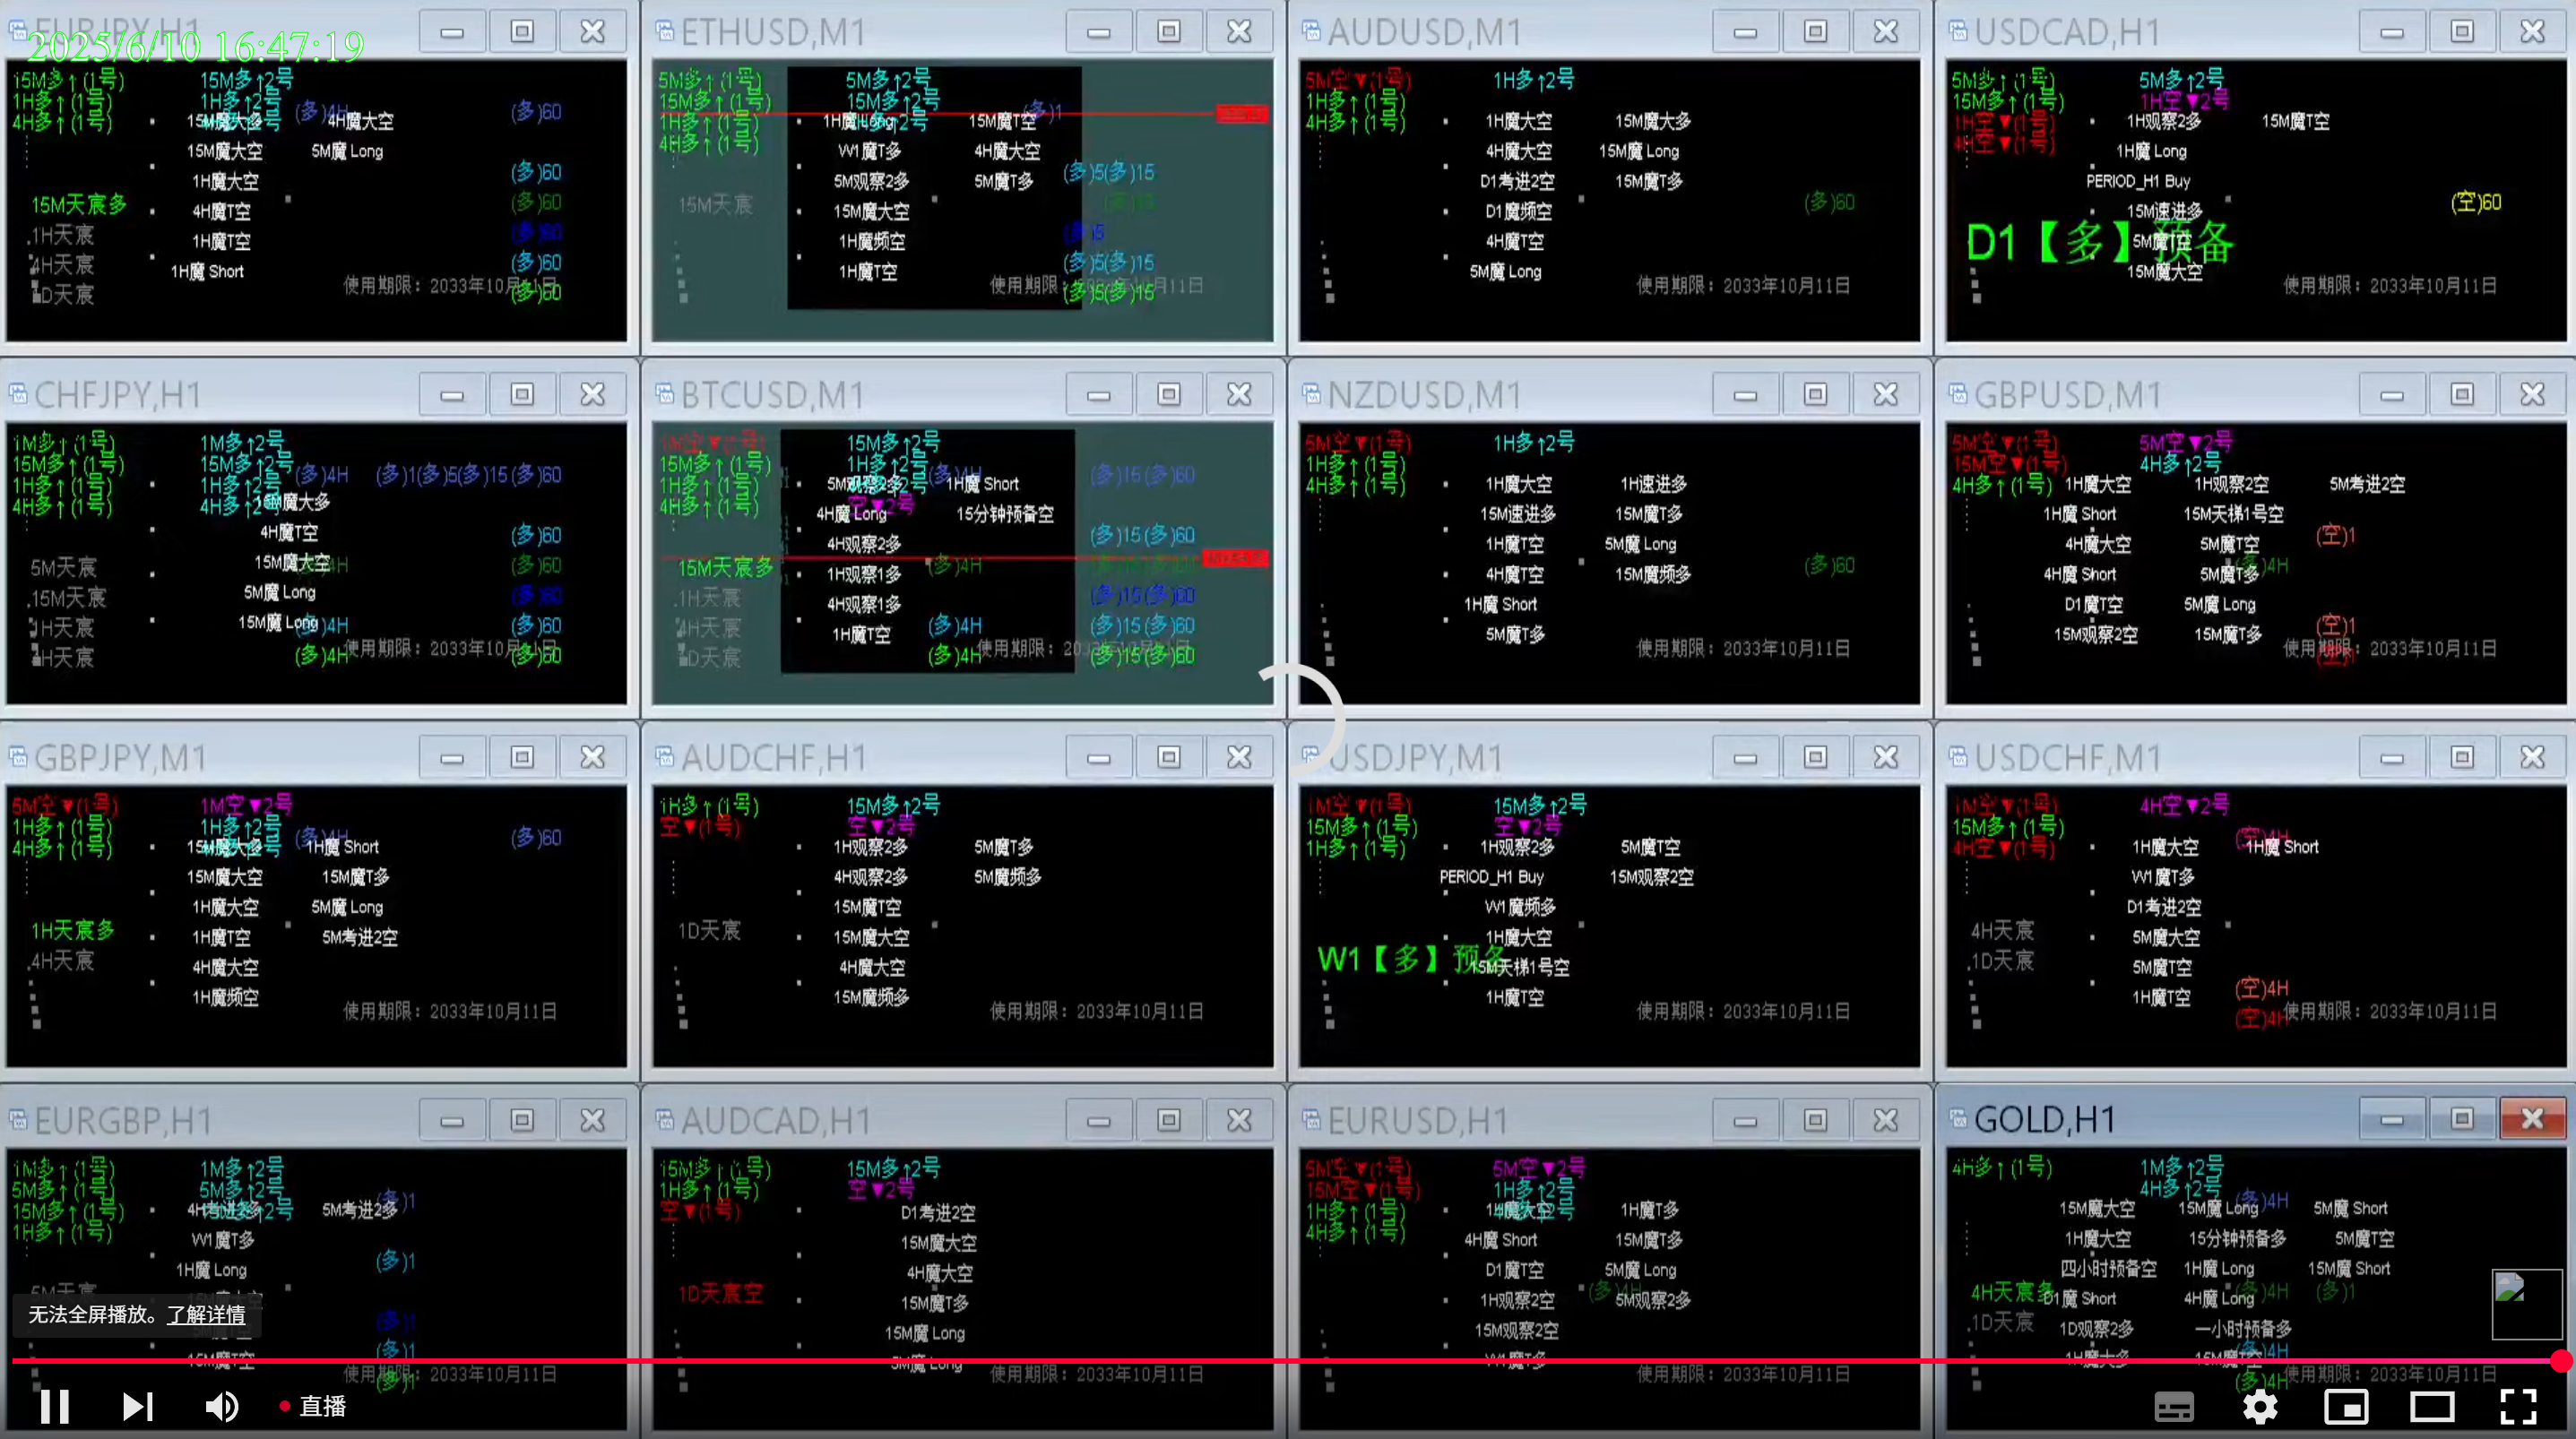 EURJPY,H1
2025/6/10 16:47:19
15M多↑(1号) 15M多↑2号
1H多↑(1号) 1H多↑2号 (多)4H (多)60
4H多↑(1号) 15M魔大多 4H魔大空
15M魔大空 5M魔 Long
1H魔大空 (多)60
15M天宸多 4H魔T空 (多)60
.1H天宸 1H魔T空 (多)60
4H天宸 1H魔 Short (多)60
1D天宸 使用期限：2033年10月11日 (多)60
ETHUSD,M1
5M多↑(1号) 5M多↑2号
15M多↑(1号) 15M多↑2号 (多)1
1H多↑(1号) 1H魔 Long 15M魔T空
4H多↑(1号) W1魔T多 4H魔大空
5M观察2多 5M魔T多 (多)5(多)15
15M天宸 15M魔大空
1H魔频空
1H魔T空 (多)5(多)15
使用期限： (多)5(多)15
AUDUSD,M1
5M空▼(1号) 1H多↑2号
1H多↑(1号)
4H多↑(1号) 1H魔大空 15M魔大多
4H魔大空 15M魔 Long
D1考进2空 15M魔T多
D1魔频空 (多)60
4H魔T空
5M魔 Long
使用期限：2033年10月11日
USDCAD,H1
5M多↑(1号) 5M多↑2号
15M多↑(1号) 1H空▼2号
1H空▼(1号) 1H观察2多 15M魔T空
4H空▼(1号) 1H魔 Long
PERIOD_H1 Buy
15M速进多 (空)60
D1【多】预备 5M魔T空
15M魔大空
使用期限：2033年10月11日
CHFJPY,H1
1M多↑(1号) 1M多↑2号
15M多↑(1号) 15M多↑2号 (多)4H (多)1(多)5(多)15(多)60
1H多↑(1号) 1H多↑2号
4H多↑(1号) 4H多↑2号 15M魔大多
4H魔T空 (多)60
5M天宸 15M魔大空 4H (多)60
.15M天宸 5M魔 Long (多)60
1H天宸 15M魔 Long (多)4H (多)60
4H天宸 (多)4H 使用期限：2033年10月11日 (多)60
BTCUSD,M1
1M空▼(1号) 15M多↑2号
15M多↑(1号) 1H多↑2号 (多)4H (多)15(多)60
1H多↑(1号) 5M观察2多 1H魔 Short
4H多↑(1号) 空▼2号
4H魔 Long 15分钟预备空
4H观察2多 (多)15(多)60
15M天宸多 1H观察1多 (多)4H
.1H天宸 4H观察1多 (多)15(多)60
4H天宸 1H魔T空 (多)4H (多)15(多)60
1D天宸 (多)4H 使用期限： (多)15(多)60
NZDUSD,M1
5M空▼(1号) 1H多↑2号
1H多↑(1号)
4H多↑(1号) 1H魔大空 1H速进多
15M速进多 15M魔T多
1H魔T空 5M魔 Long
4H魔T空 15M魔频多 (多)60
1H魔 Short
5M魔T多
使用期限：2033年10月11日
GBPUSD,M1
5M空▼(1号) 5M空▼2号
15M空▼(1号) 4H多↑2号
4H多↑(1号) 1H魔大空 1H观察2空 5M考进2空
1H魔 Short 15M天梯1号空
4H魔大空 5M魔T空 (空)1
4H魔 Short 5M魔T多 (多)4H
D1魔T空 5M魔 Long
15M观察2空 15M魔T多 (空)1
使用期限：2033年10月11日
GBPJPY,M1
5M空▼(1号) 1M空▼2号
1H多↑(1号) 1H多↑2号 (多)4H (多)60
4H多↑(1号) 15M魔大多 1H魔 Short
15M魔大空 15M魔T多
1H魔大空 5M魔 Long
1H天宸多 1H魔T空 5M考进2空
.4H天宸 4H魔大空
1H魔频空
使用期限：2033年10月11日
AUDCHF,H1
1H多↑(1号) 15M多↑2号
空▼(1号) 空▼2号
1H观察2多 5M魔T多
4H观察2多 5M魔频多
15M魔T空
1D天宸 15M魔大空
4H魔大空
15M魔频多
使用期限：2033年10月11日
USDJPY,M1
1M空▼(1号) 15M多↑2号
15M多↑(1号) 空▼2号
1H多↑(1号) 1H观察2多 5M魔T空
PERIOD_H1 Buy 15M观察2空
W1魔频多
1H魔大空
W1【多】预备 15M天梯1号空
1H魔T空
使用期限：2033年10月11日
USDCHF,M1
1M空▼(1号) 4H空▼2号
15M多↑(1号) (空)4H
4H空▼(1号) 1H魔大空 1H魔 Short
W1魔T多
D1考进2空
4H天宸 5M魔大空
.1D天宸 5M魔T空
1H魔T空 (空)4H
(空)4H 使用期限：2033年10月11日
EURGBP,H1
1M多↑(1号) 1M多↑2号
5M多↑(1号) 5M多↑2号 (多)1
15M多↑(1号) 4H考进2多 5M考进2多
1H多↑(1号) W1魔T多
1H魔 Long (多)1
5M天宸
(多)1
15M魔T空 (多)1
使用期限：2033年10月11日 (多)1
AUDCAD,H1
15M多↑(1号) 15M多↑2号
1H多↑(1号) 空▼2号
空▼(1号) D1考进2空
15M魔大空
4H魔大空
1D天宸空 15M魔T多
15M魔 Long
5M魔 Long
使用期限：2033年10月11日
EURUSD,H1
5M空▼(1号) 5M空▼2号
15M空▼(1号) 1H多↑2号
1H多↑(1号) 1H魔大空 1H魔T多
4H多↑(1号) 4H魔 Short 15M魔T多
D1魔T空 5M魔 Long
1H观察2空 (多)4H 5M观察2多
15M观察2空
W1魔T多
使用期限：2033年10月11日
GOLD,H1
4H多↑(1号) 1M多↑2号
4H多↑2号 (多)4H
15M魔大空 15M魔 Long 5M魔 Short
1H魔大空 15分钟预备多 5M魔T空
四小时预备空 1H魔 Long 15M魔 Short
4H天宸多 D1魔 Short 4H魔 Long (多)4H (多)1
.1D天宸 1D观察2多 一小时预备多
1H魔大多 15M魔T空 (多)4H
(多)4H 使用期限：2033年10月11日
无法全屏播放。了解详情
直播